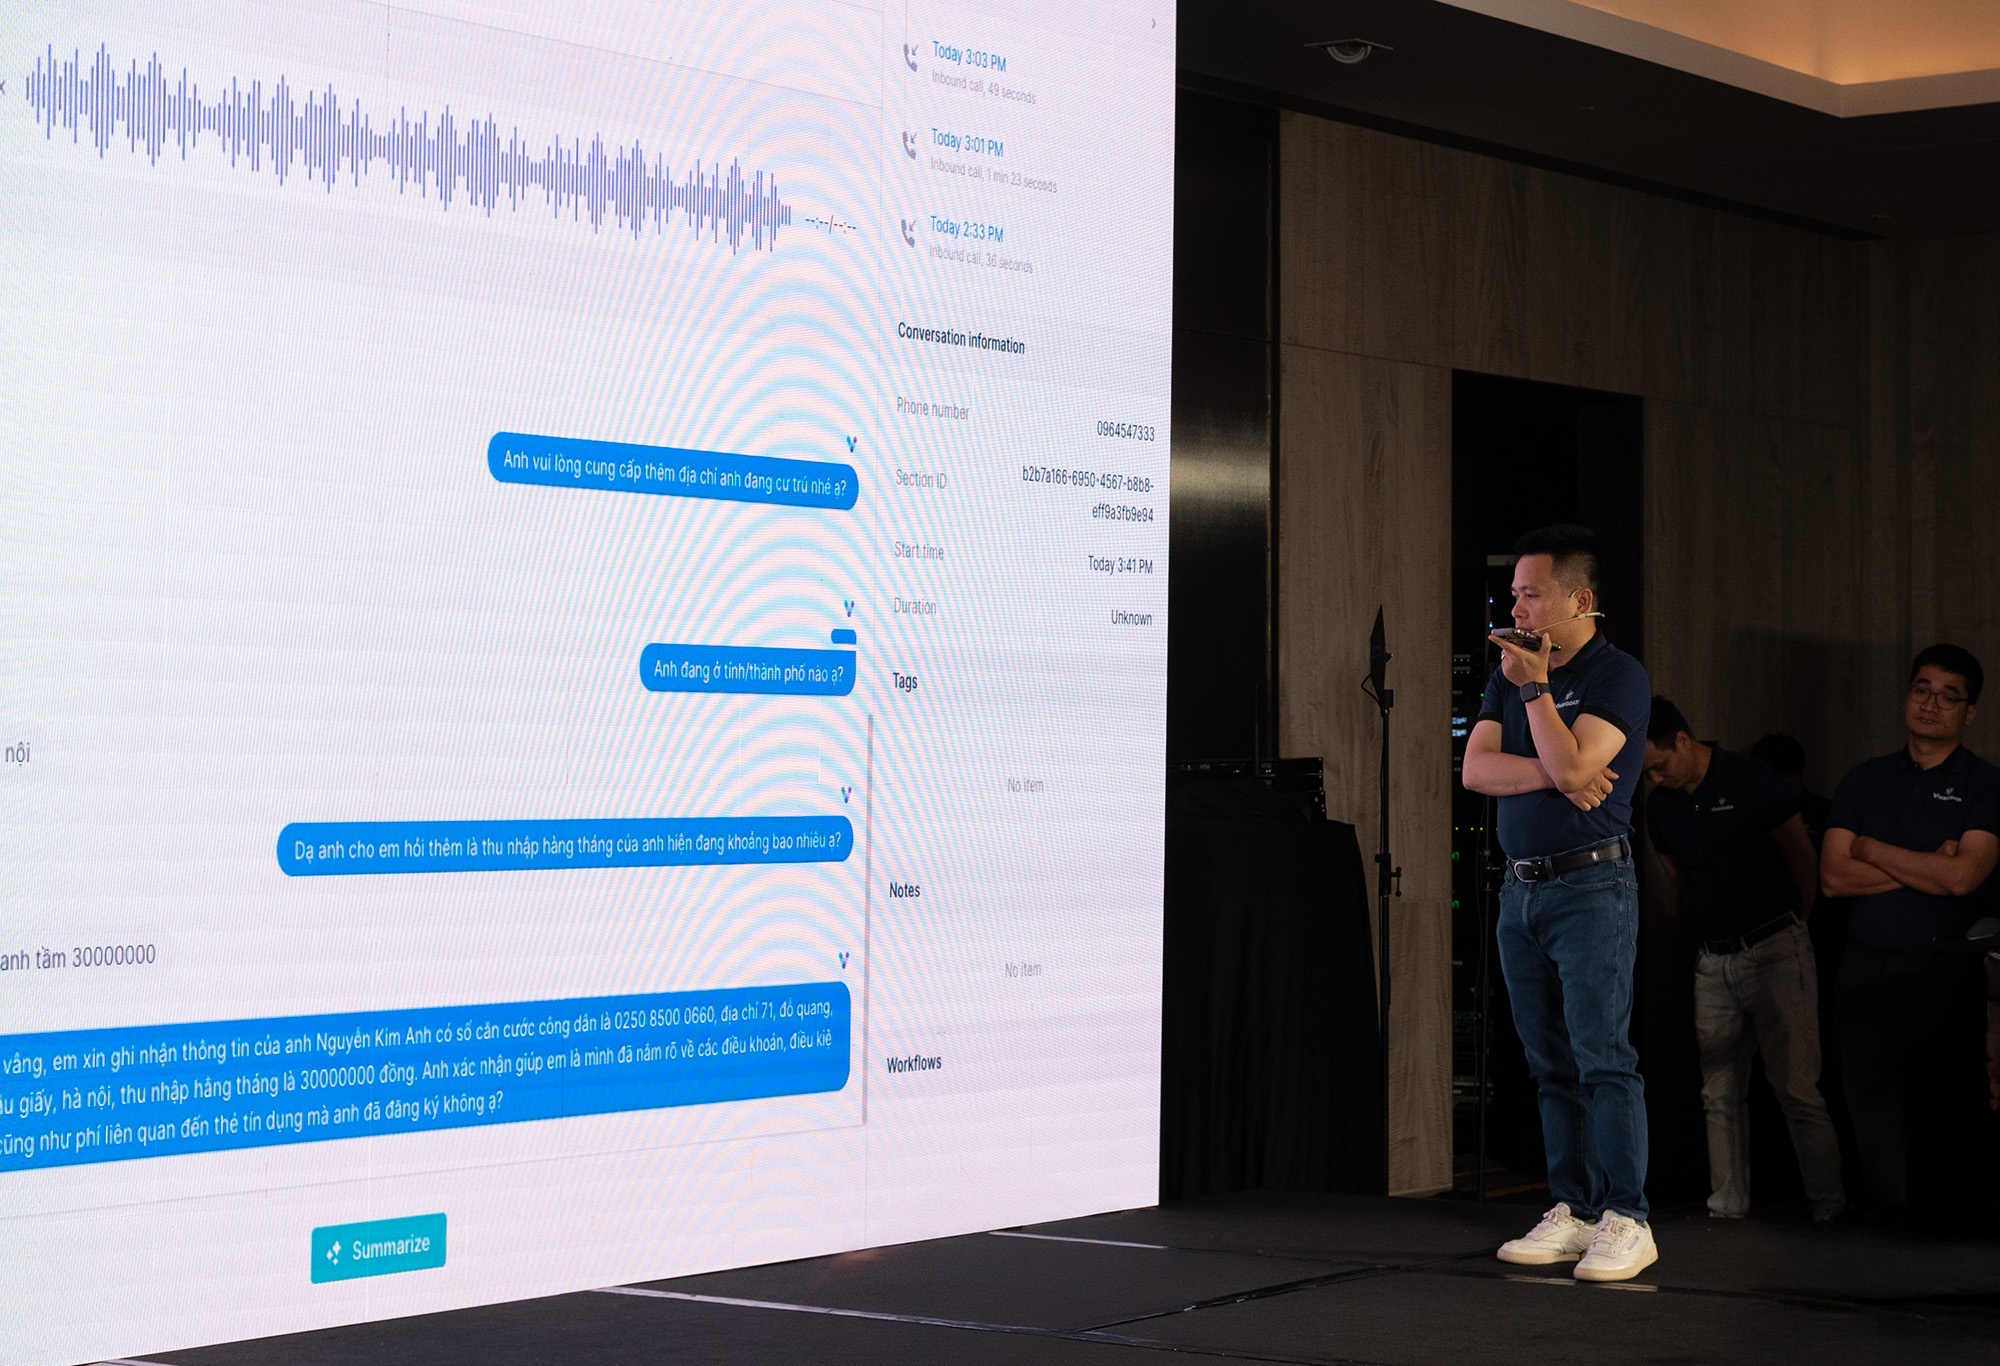 --:--/--:--
Anh vui lòng cung cấp thêm địa chỉ anh đang cư trú nhé ạ?
Anh đang ở tỉnh/thành phố nào ạ?
nội
Dạ anh cho em hỏi thêm là thu nhập hàng tháng của anh hiện đang khoảng bao nhiêu ạ?
anh tầm 30000000
vâng, em xin ghi nhận thông tin của anh Nguyễn Kim Anh có số căn cước công dân là 0250 8500 0660, địa chỉ 71, đỗ quang,
giấy, hà nội, thu nhập hàng tháng là 30000000 đồng. Anh xác nhận giúp em là mình đã nắm rõ về các điều khoản, điều kiệ
cũng như phí liên quan đến thẻ tín dụng mà anh đã đăng ký không ạ?
Summarize
Today 3:03 PM
Inbound call, 49 seconds
Today 3:01 PM
Inbound call, 1 min 23 seconds
Today 2:33 PM
Inbound call, 36 seconds
Conversation information
Phone number
0964547333
Section ID
b2b7a166-6950-4567-b8b8-
eff9a3fb9e94
Start time
Today 3:41 PM
Duration
Unknown
Tags
No item
Notes
No item
Workflows